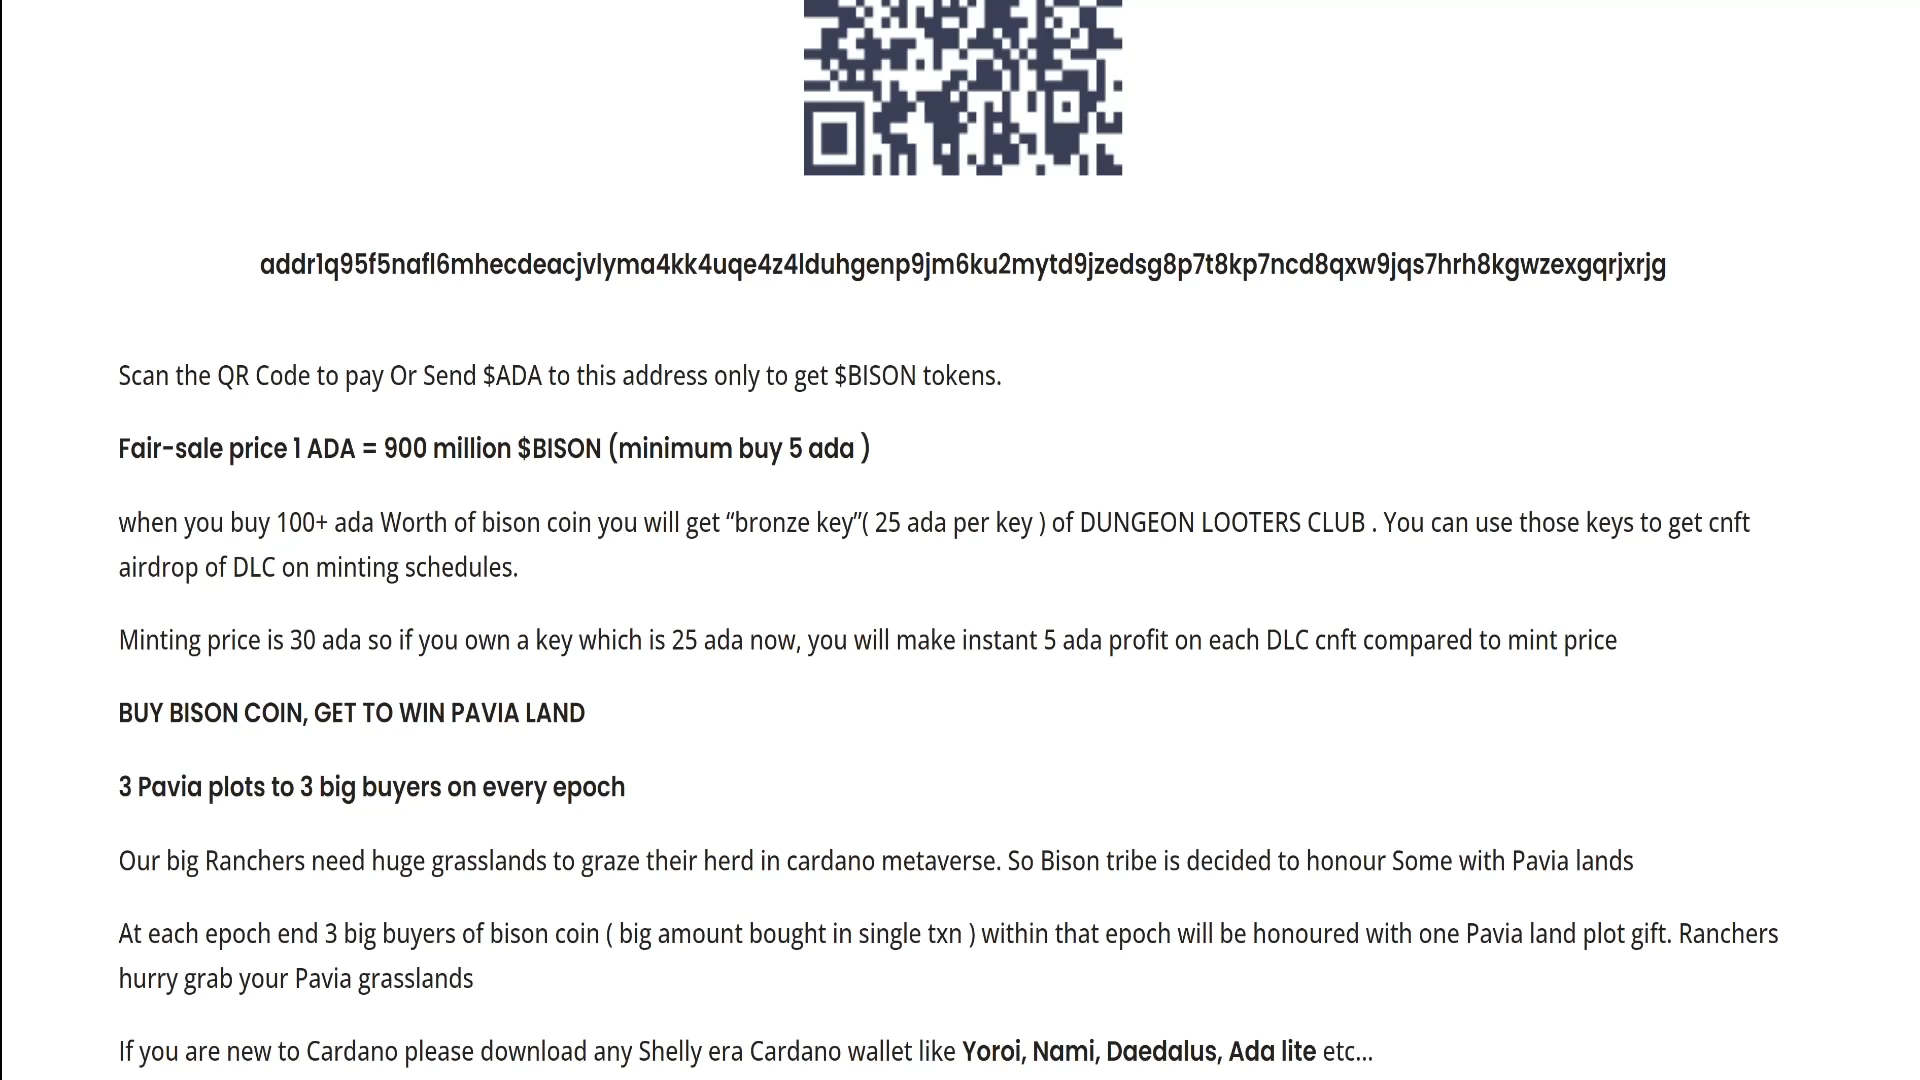 addr1q95f5nafl6mhecdeacjvlyma4kk4uqe4z4lduhgenp9jm6ku2mytd9jzedsg8p7t8kp7ncd8qxw9jqs7hrh8kgwzexgqrjxrjg
Scan the QR Code to pay Or Send $ADA to this address only to get $BISON tokens.
Fair-sale price 1 ADA = 900 million $BISON (minimum buy 5 ada )
when you buy 100+ ada Worth of bison coin you will get “bronze key”( 25 ada per key ) of DUNGEON LOOTERS CLUB . You can use those keys to get cnft
airdrop of DLC on minting schedules.
Minting price is 30 ada so if you own a key which is 25 ada now, you will make instant 5 ada profit on each DLC cnft compared to mint price
BUY BISON COIN, GET TO WIN PAVIA LAND
3 Pavia plots to 3 big buyers on every epoch
Our big Ranchers need huge grasslands to graze their herd in cardano metaverse. So Bison tribe is decided to honour Some with Pavia lands
At each epoch end 3 big buyers of bison coin ( big amount bought in single txn ) within that epoch will be honoured with one Pavia land plot gift. Ranchers
hurry grab your Pavia grasslands
If you are new to Cardano please download any Shelly era Cardano wallet like Yoroi, Nami, Daedalus, Ada lite etc...